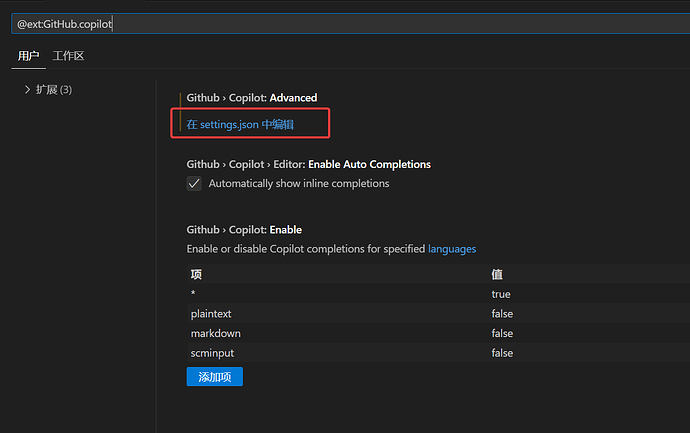 @ext:GitHub.copilot
用户 工作区
扩展 (3)
Github › Copilot: Advanced
在 settings.json 中编辑
Github › Copilot › Editor: Enable Auto Completions
Automatically show inline completions
Github › Copilot: Enable
Enable or disable Copilot completions for specified languages
项 值
* true
plaintext false
markdown false
scminput false
添加项